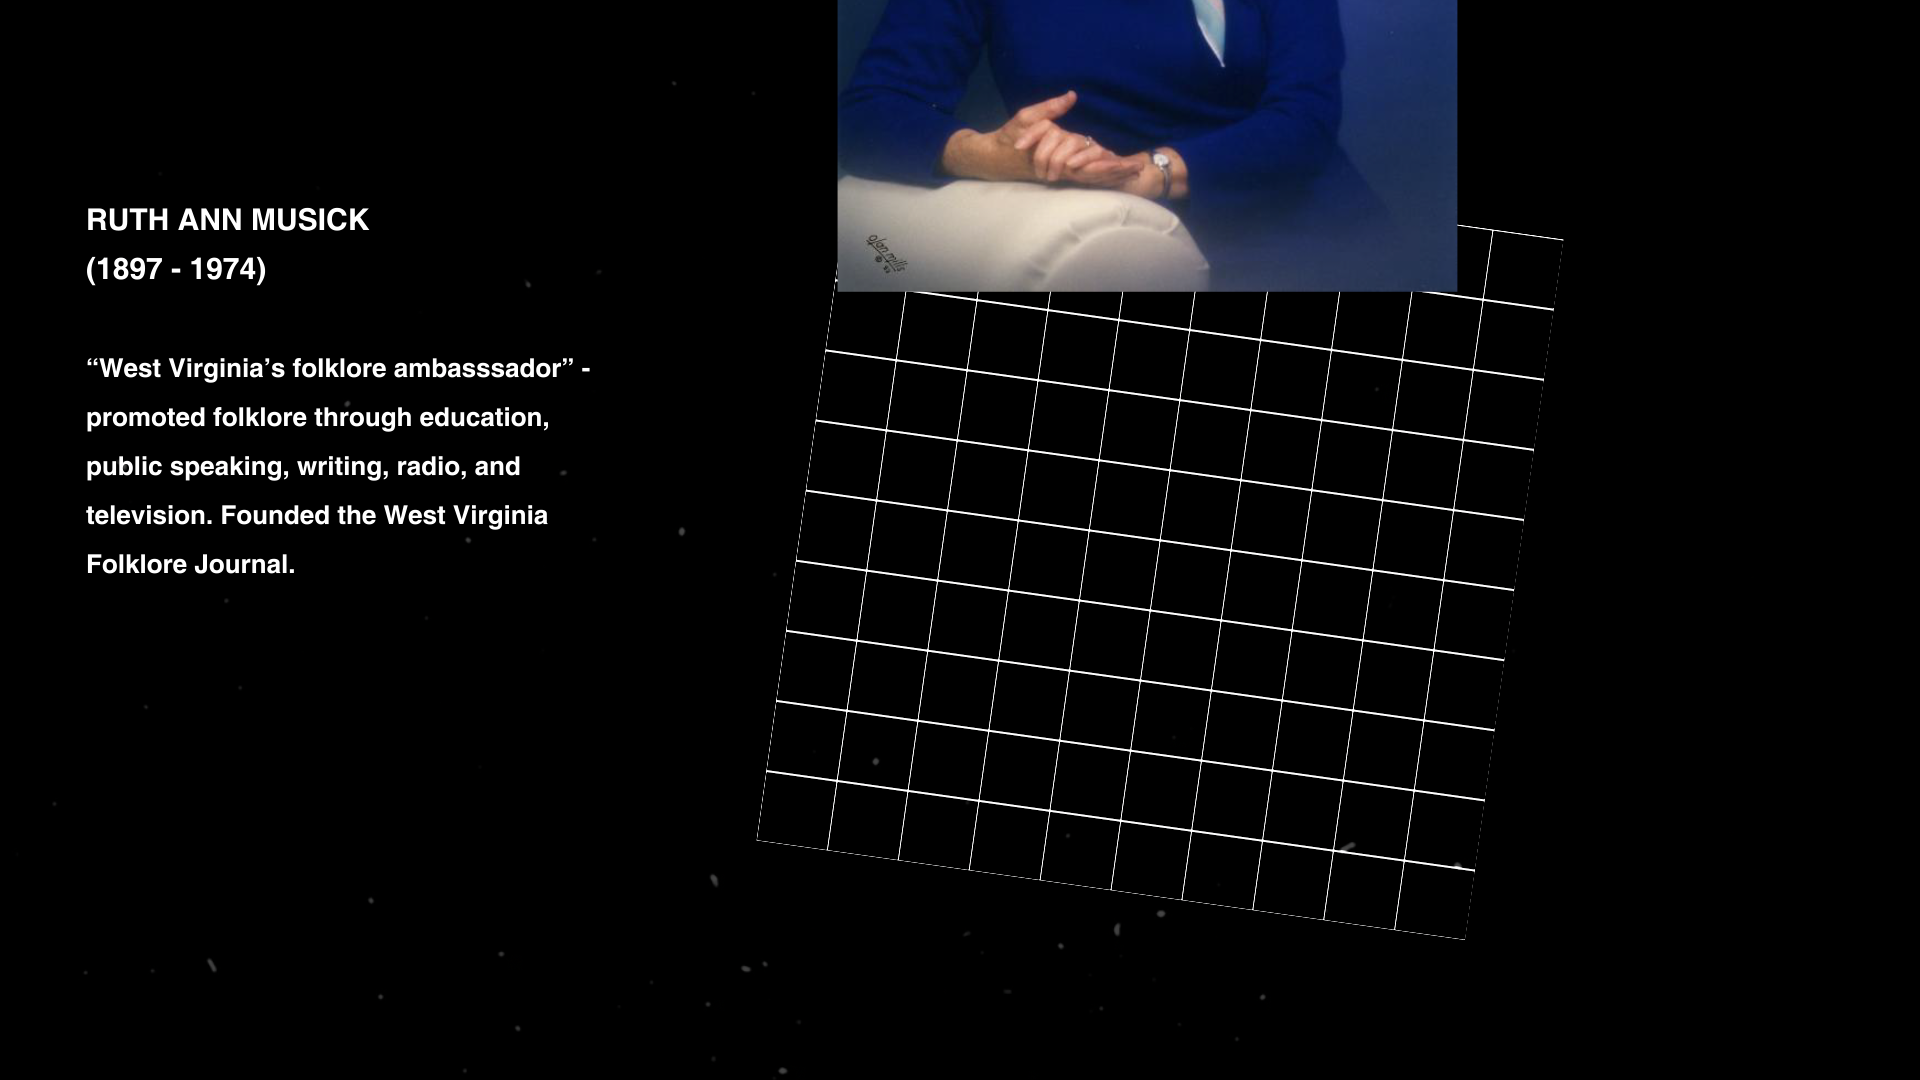 RUTH ANN MUSICK
(1897 - 1974)
“West Virginia’s folklore ambasssador” -
promoted folklore through education,
public speaking, writing, radio, and
television. Founded the West Virginia
Folklore Journal.